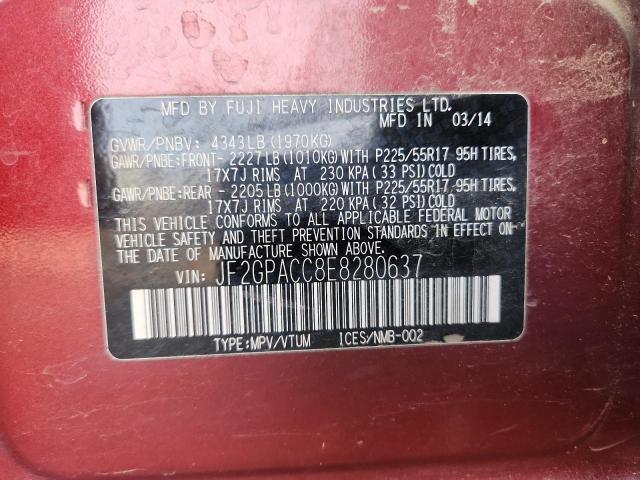 MFD BY FUJI HEAVY INDUSTRIES LTD.
MFD IN 03/14
GVWR/PNBV: 4343LB(1970KG)
GAWR/PNBE:FRONT- 2227LB(1010KG)WITH P225/55R17 95H TIRES,
17X7J RIMS AT 230 KPA(33 PSI)COLD
GAWR/PNBE:REAR - 2205LB(1000KG)WITH P225/55R17 95H TIRES,
17X7J RIMS AT 220 KPA(32 PSI)COLD
THIS VEHICLE CONFORMS TO ALL APPLICABLE FEDERAL MOTOR
VEHICLE SAFETY AND THEFT PREVENTION STANDARDS IN EFFECT ON
THE DATE OF MANUFACTURE SHOWN ABOVE.
VIN: JF2GPACC8E8280637
TYPE:MPV/VTUM ICES/NMB-002